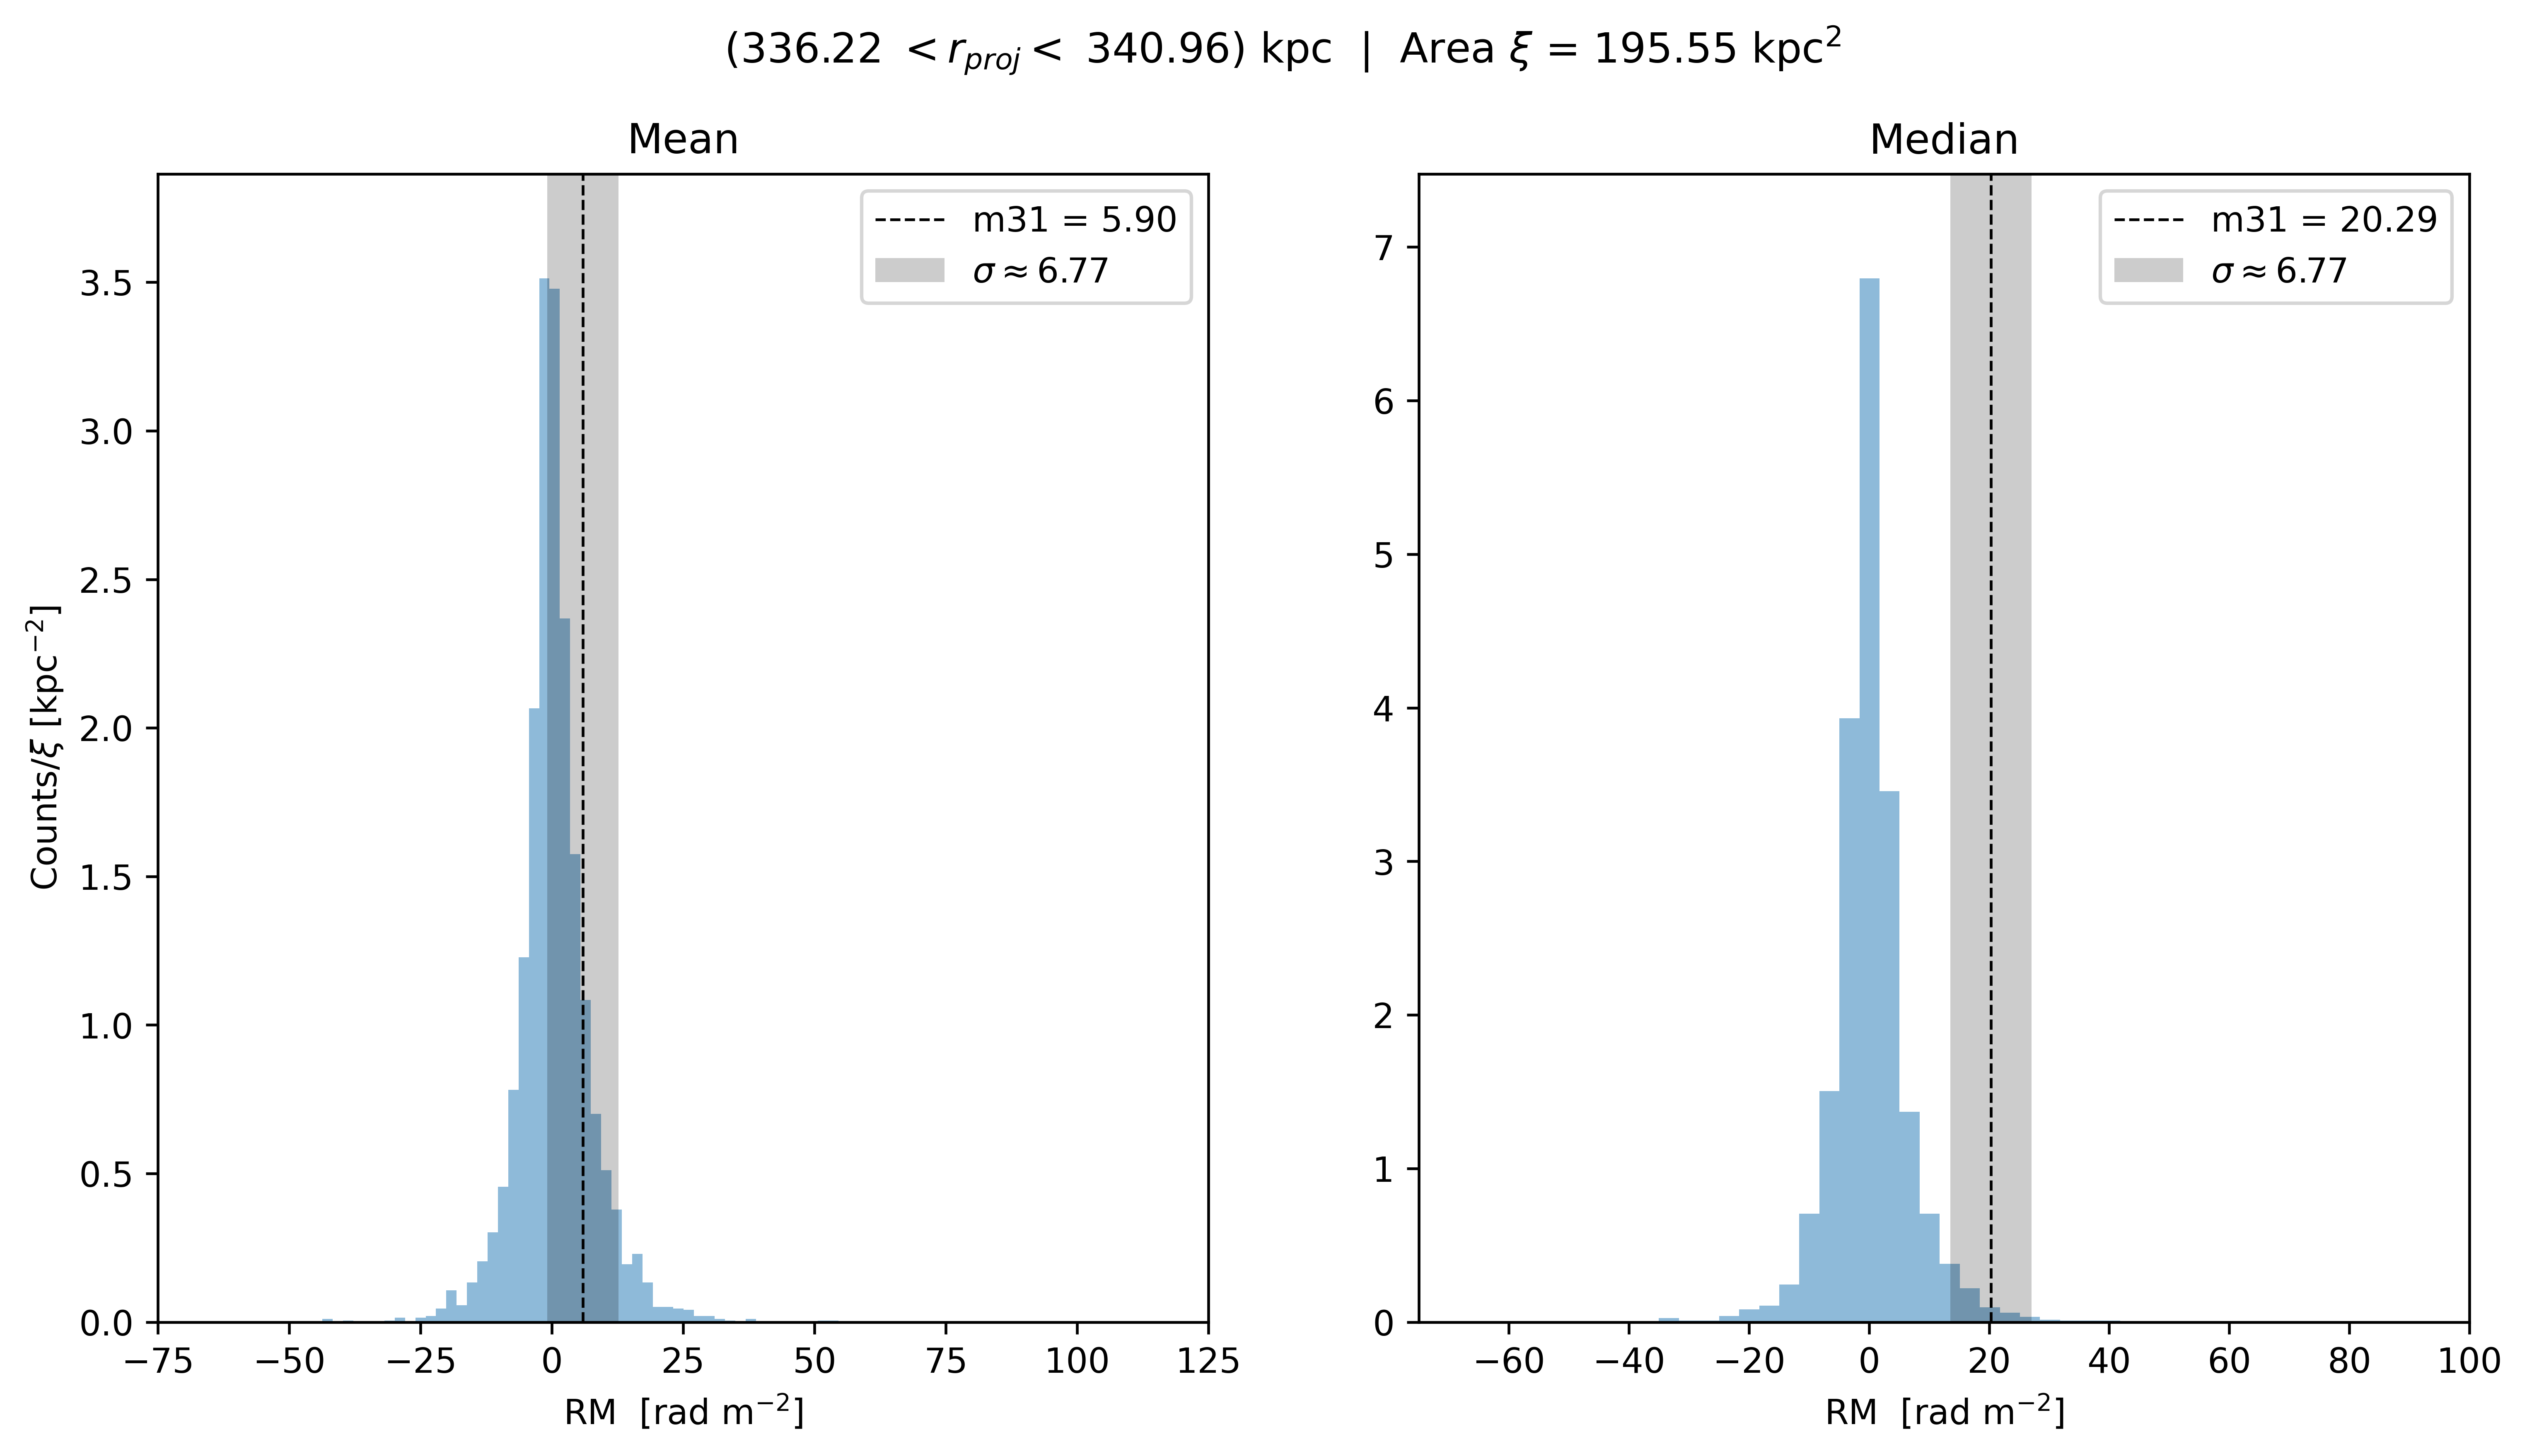 (336.22 < r_proj < 340.96) kpc | Area ξ = 195.55 kpc²
Mean
m31 = 5.90
σ ≈ 6.77
Counts/ξ [kpc⁻²]
3.5
3.0
2.5
2.0
1.5
1.0
0.5
0.0
−75 −50 −25 0 25 50 75 100 125
RM [rad m⁻²]
Median
m31 = 20.29
σ ≈ 6.77
7
6
5
4
3
2
1
0
−60 −40 −20 0 20 40 60 80 100
RM [rad m⁻²]